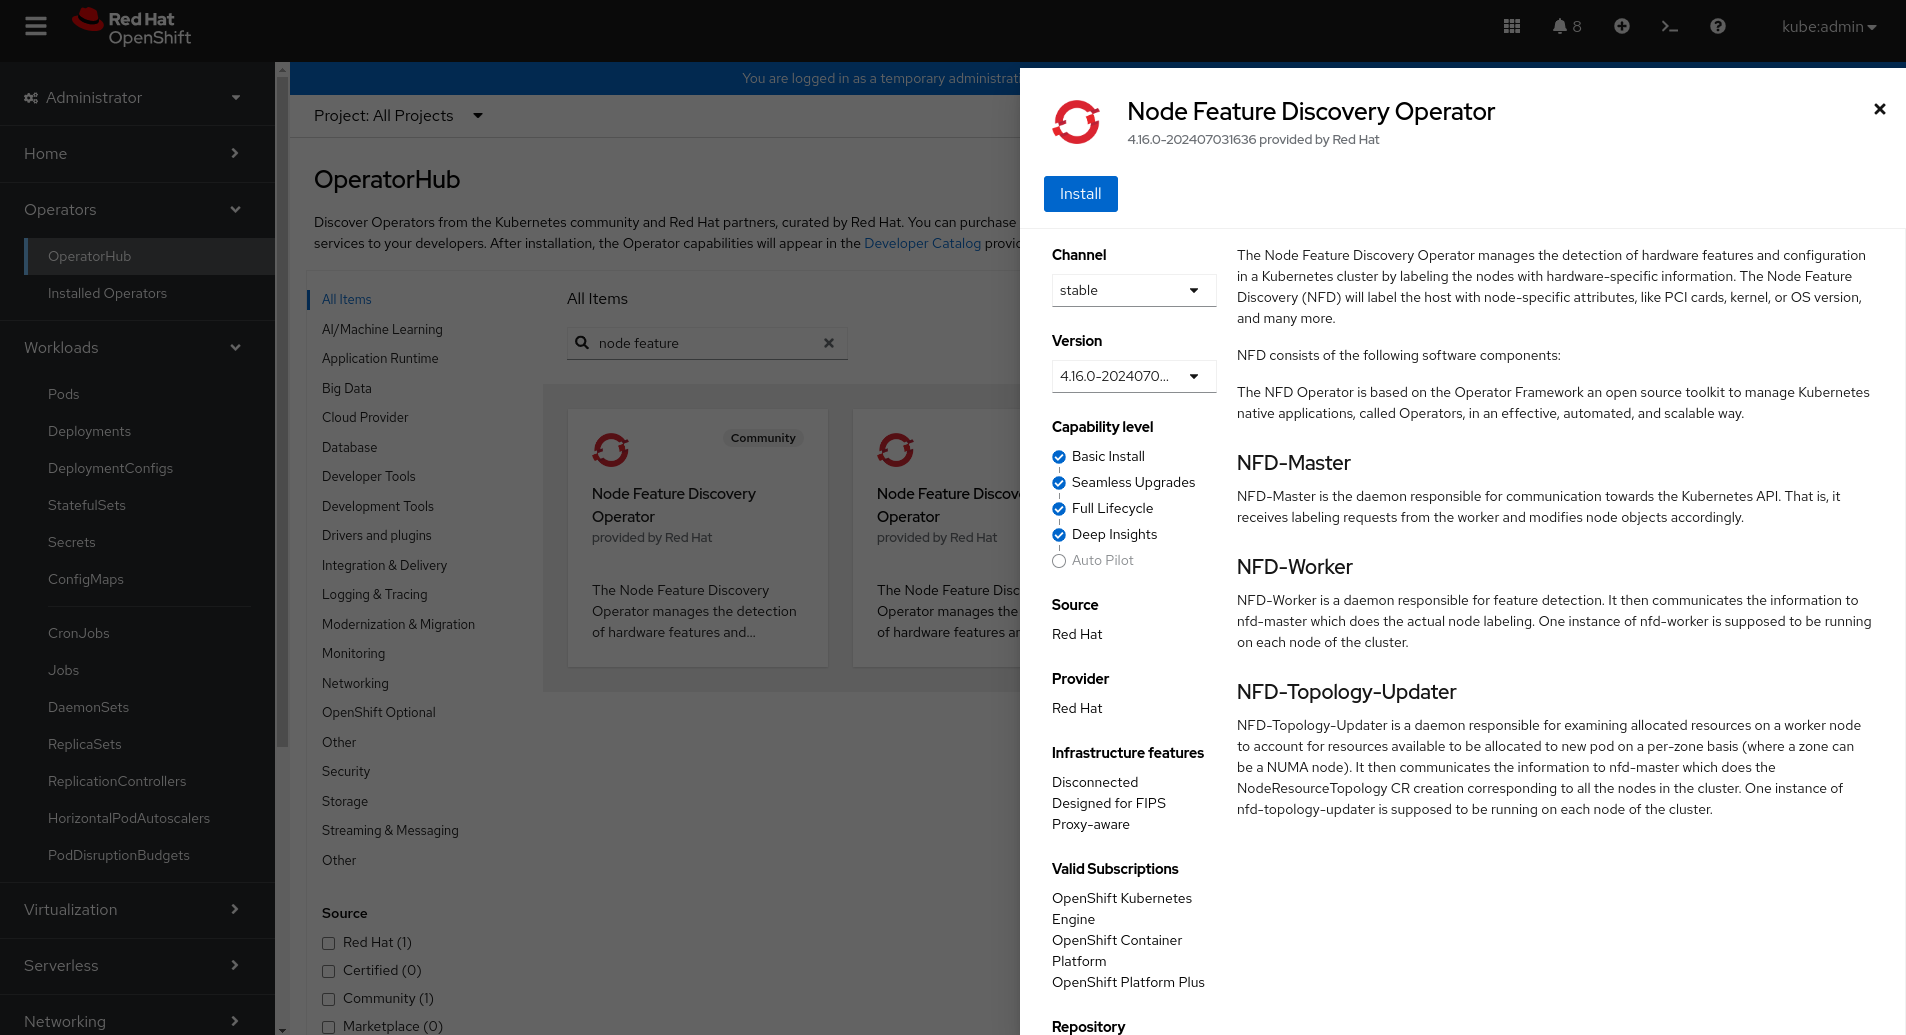 Red Hat
OpenShift
8
kube:admin
Administrator
Home
Operators
OperatorHub
Installed Operators
Workloads
Pods
Deployments
DeploymentConfigs
StatefulSets
Secrets
ConfigMaps
CronJobs
Jobs
DaemonSets
ReplicaSets
ReplicationControllers
HorizontalPodAutoscalers
PodDisruptionBudgets
Virtualization
Serverless
Networking
You are logged in as a temporary administrat
Project: All Projects
OperatorHub
Discover Operators from the Kubernetes community and Red Hat partners, curated by Red Hat. You can purchase
services to your developers. After installation, the Operator capabilities will appear in the Developer Catalog provi
All Items
AI/Machine Learning
Application Runtime
Big Data
Cloud Provider
Database
Developer Tools
Development Tools
Drivers and plugins
Integration & Delivery
Logging & Tracing
Modernization & Migration
Monitoring
Networking
OpenShift Optional
Other
Security
Storage
Streaming & Messaging
Other
Source
Red Hat (1)
Certified (0)
Community (1)
Marketplace (0)
All Items
node feature
Community
Node Feature Discovery
Operator
provided by Red Hat
The Node Feature Discovery
Operator manages the detection
of hardware features and...
Node Feature Discove
Operator
provided by Red Hat
The Node Feature Disc
Operator manages the
of hardware features ar
Node Feature Discovery Operator
4.16.0-202407031636 provided by Red Hat
Install
Channel
stable
Version
4.16.0-2024070...
Capability level
Basic Install
Seamless Upgrades
Full Lifecycle
Deep Insights
Auto Pilot
Source
Red Hat
Provider
Red Hat
Infrastructure features
Disconnected
Designed for FIPS
Proxy-aware
Valid Subscriptions
OpenShift Kubernetes
Engine
OpenShift Container
Platform
OpenShift Platform Plus
Repository
The Node Feature Discovery Operator manages the detection of hardware features and configuration
in a Kubernetes cluster by labeling the nodes with hardware-specific information. The Node Feature
Discovery (NFD) will label the host with node-specific attributes, like PCI cards, kernel, or OS version,
and many more.
NFD consists of the following software components:
The NFD Operator is based on the Operator Framework an open source toolkit to manage Kubernetes
native applications, called Operators, in an effective, automated, and scalable way.
NFD-Master
NFD-Master is the daemon responsible for communication towards the Kubernetes API. That is, it
receives labeling requests from the worker and modifies node objects accordingly.
NFD-Worker
NFD-Worker is a daemon responsible for feature detection. It then communicates the information to
nfd-master which does the actual node labeling. One instance of nfd-worker is supposed to be running
on each node of the cluster.
NFD-Topology-Updater
NFD-Topology-Updater is a daemon responsible for examining allocated resources on a worker node
to account for resources available to be allocated to new pod on a per-zone basis (where a zone can
be a NUMA node). It then communicates the information to nfd-master which does the
NodeResourceTopology CR creation corresponding to all the nodes in the cluster. One instance of
nfd-topology-updater is supposed to be running on each node of the cluster.